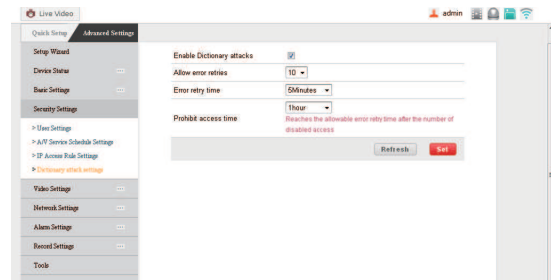 Live Video
admin
Quick Setup
Advanced Settings
Setup Wizard
Device Status
Basic Settings
Security Settings
> User Settings
> A/V Service Schedule Settings
> IP Access Rule Settings
> Dictionary attack settings
Video Settings
Network Settings
Alarm Settings
Record Settings
Tools
Enable Dictionary attacks
Allow error retries
10
Error retry time
5Minutes
Prohibit access time
1hour
Reaches the allowable error retry time after the number of
disabled access
Refresh
Set